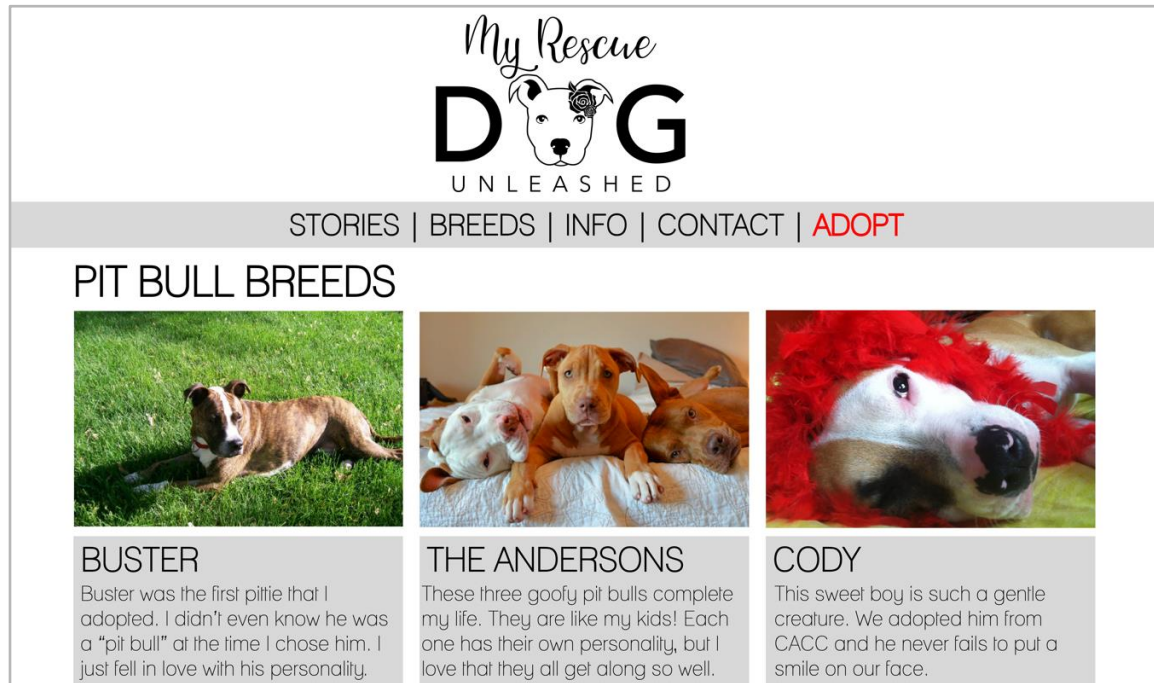 My Rescue
DOG
UNLEASHED
STORIES | BREEDS | INFO | CONTACT | ADOPT
PIT BULL BREEDS
BUSTER
Buster was the first pittie that I
adopted. I didn't even know he was
a “pit bull” at the time I chose him. I
just fell in love with his personality.
THE ANDERSONS
These three goofy pit bulls complete
my life. They are like my kids! Each
one has their own personality, but I
love that they all get along so well.
CODY
This sweet boy is such a gentle
creature. We adopted him from
CACC and he never fails to put a
smile on our face.